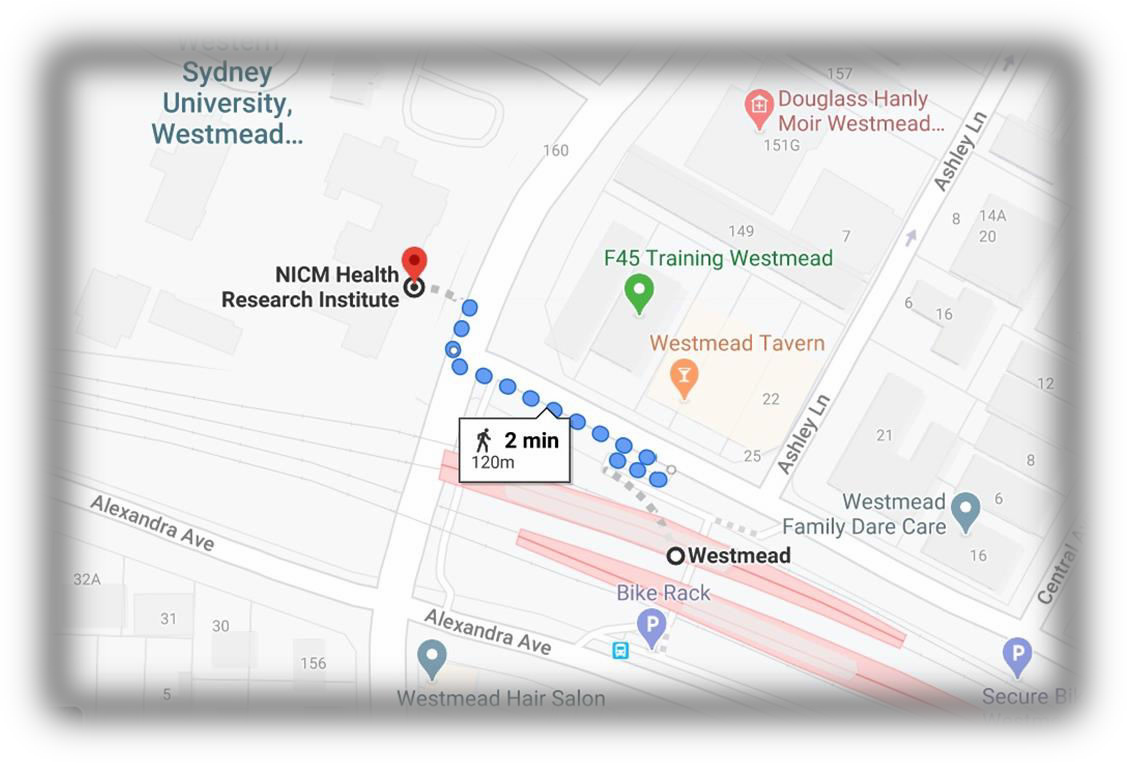 Western
Sydney
University,
Westmead...
157
Douglass Hanly
Moir Westmead...
151G
160
Ashley Ln
8
14A
20
149
7
F45 Training Westmead
NICM Health
Research Institute
6
16
Westmead Tavern
12
22
Ashley Ln
21
25
8
2 min
120m
Westmead
Family Dare Care
6
16
Alexandra Ave
Westmead
Central
32A
Bike Rack
P
31
30
Alexandra Ave
156
P
5
Westmead Hair Salon
Secure